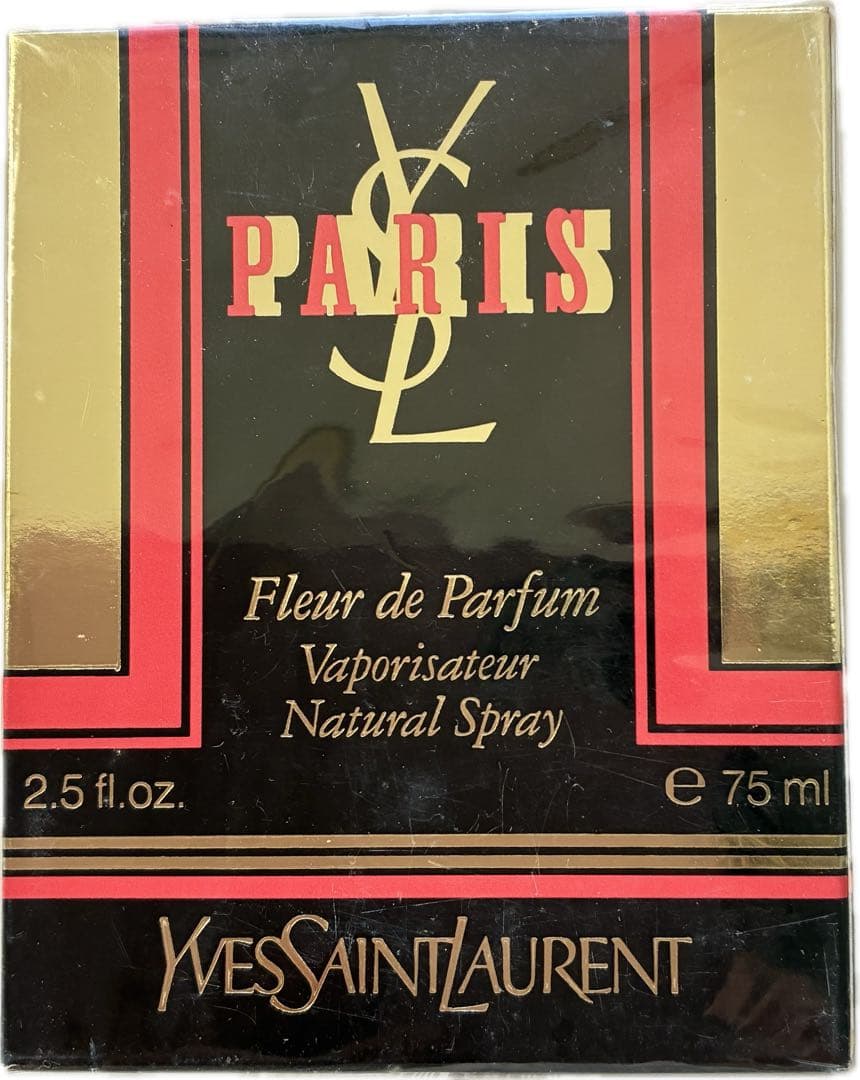 YSL
PARIS
Fleur de Parfum
Vaporisateur
Natural Spray
2.5 fl.oz. e 75 ml
YVESSAINTLAURENT